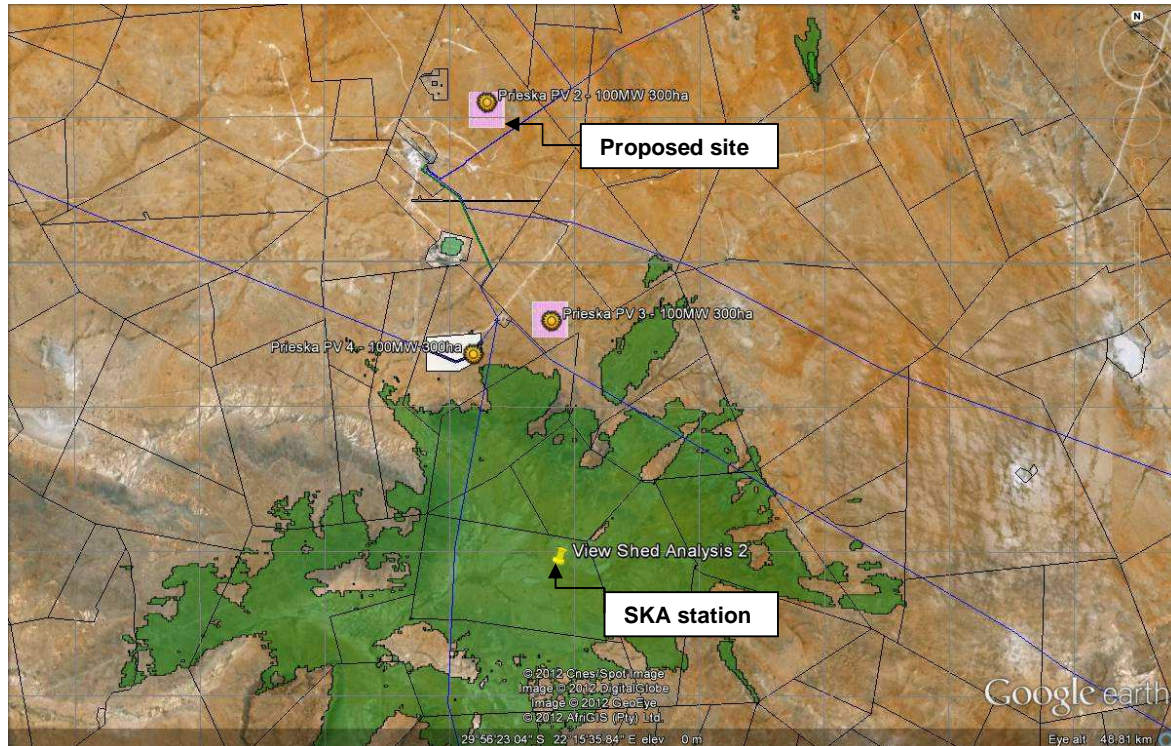 N
Prieska PV 2 - 100MW 300ha
Proposed site
Prieska PV 3 - 100MW 300ha
Prieska PV 4 - 100MW 300ha
View Shed Analysis 2
SKA station
© 2012 Cnes/Spot Image
Image © 2012 DigitalGlobe
Image © 2012 GeoEye
© 2012 AfriGIS (Pty) Ltd.
Google earth
29°56'23.04" S 22°15'35.84" E elev 0 m
Eye alt 48.81 km